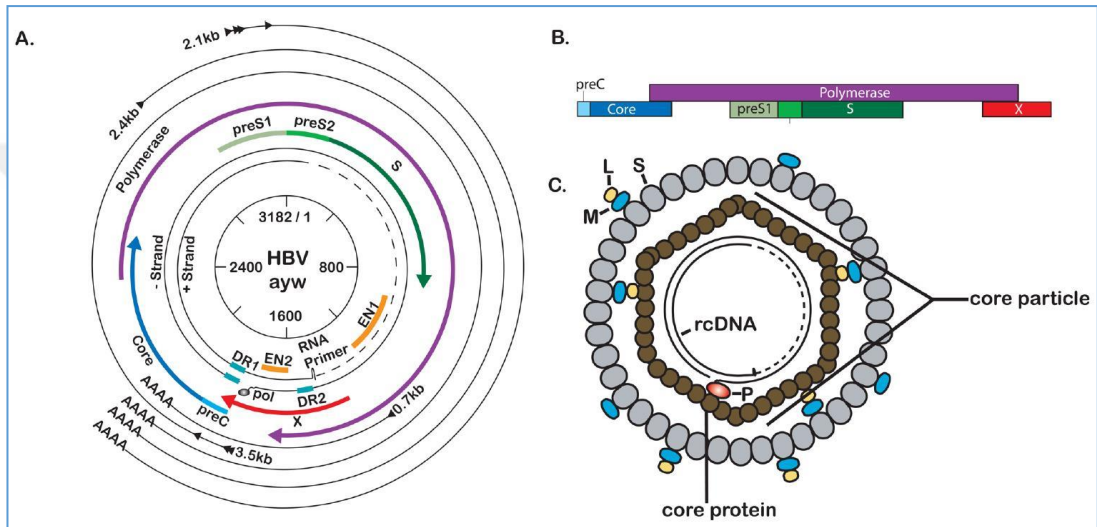 A.
2.1kb
2.4kb
Polymerase
preS1
preS2
S
- Strand
+ Strand
3182 / 1
HBV
ayw
2400
800
1600
EN1
RNA
Primer
EN2
DR1
pol
DR2
X
Core
preC
0.7kb
3.5kb
AAAA
AAAA
AAAA
AAAA
B.
preC
Polymerase
Core
preS1
S
X
C.
L
S
M
core particle
rcDNA
P
core protein